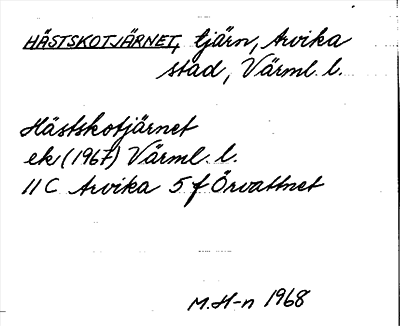 HÄSTSKOTJÄRNET, tjärn, Arvika
stad, Värml. l.
Hästskotjärnet
ek (1967) Värml. l.
11 C Arvika 5 f Örvattnet
M.H-n 1968